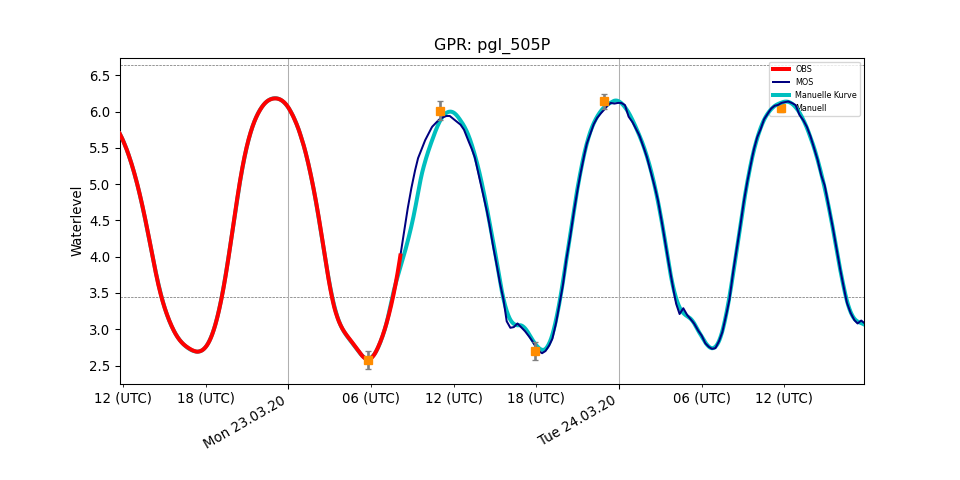 GPR: pgl_505P
OBS
MOS
Manuelle Kurve
Manuell
Waterlevel
6.5
6.0
5.5
5.0
4.5
4.0
3.5
3.0
2.5
12 (UTC)
18 (UTC)
Mon 23.03.20
06 (UTC)
12 (UTC)
18 (UTC)
Tue 24.03.20
06 (UTC)
12 (UTC)